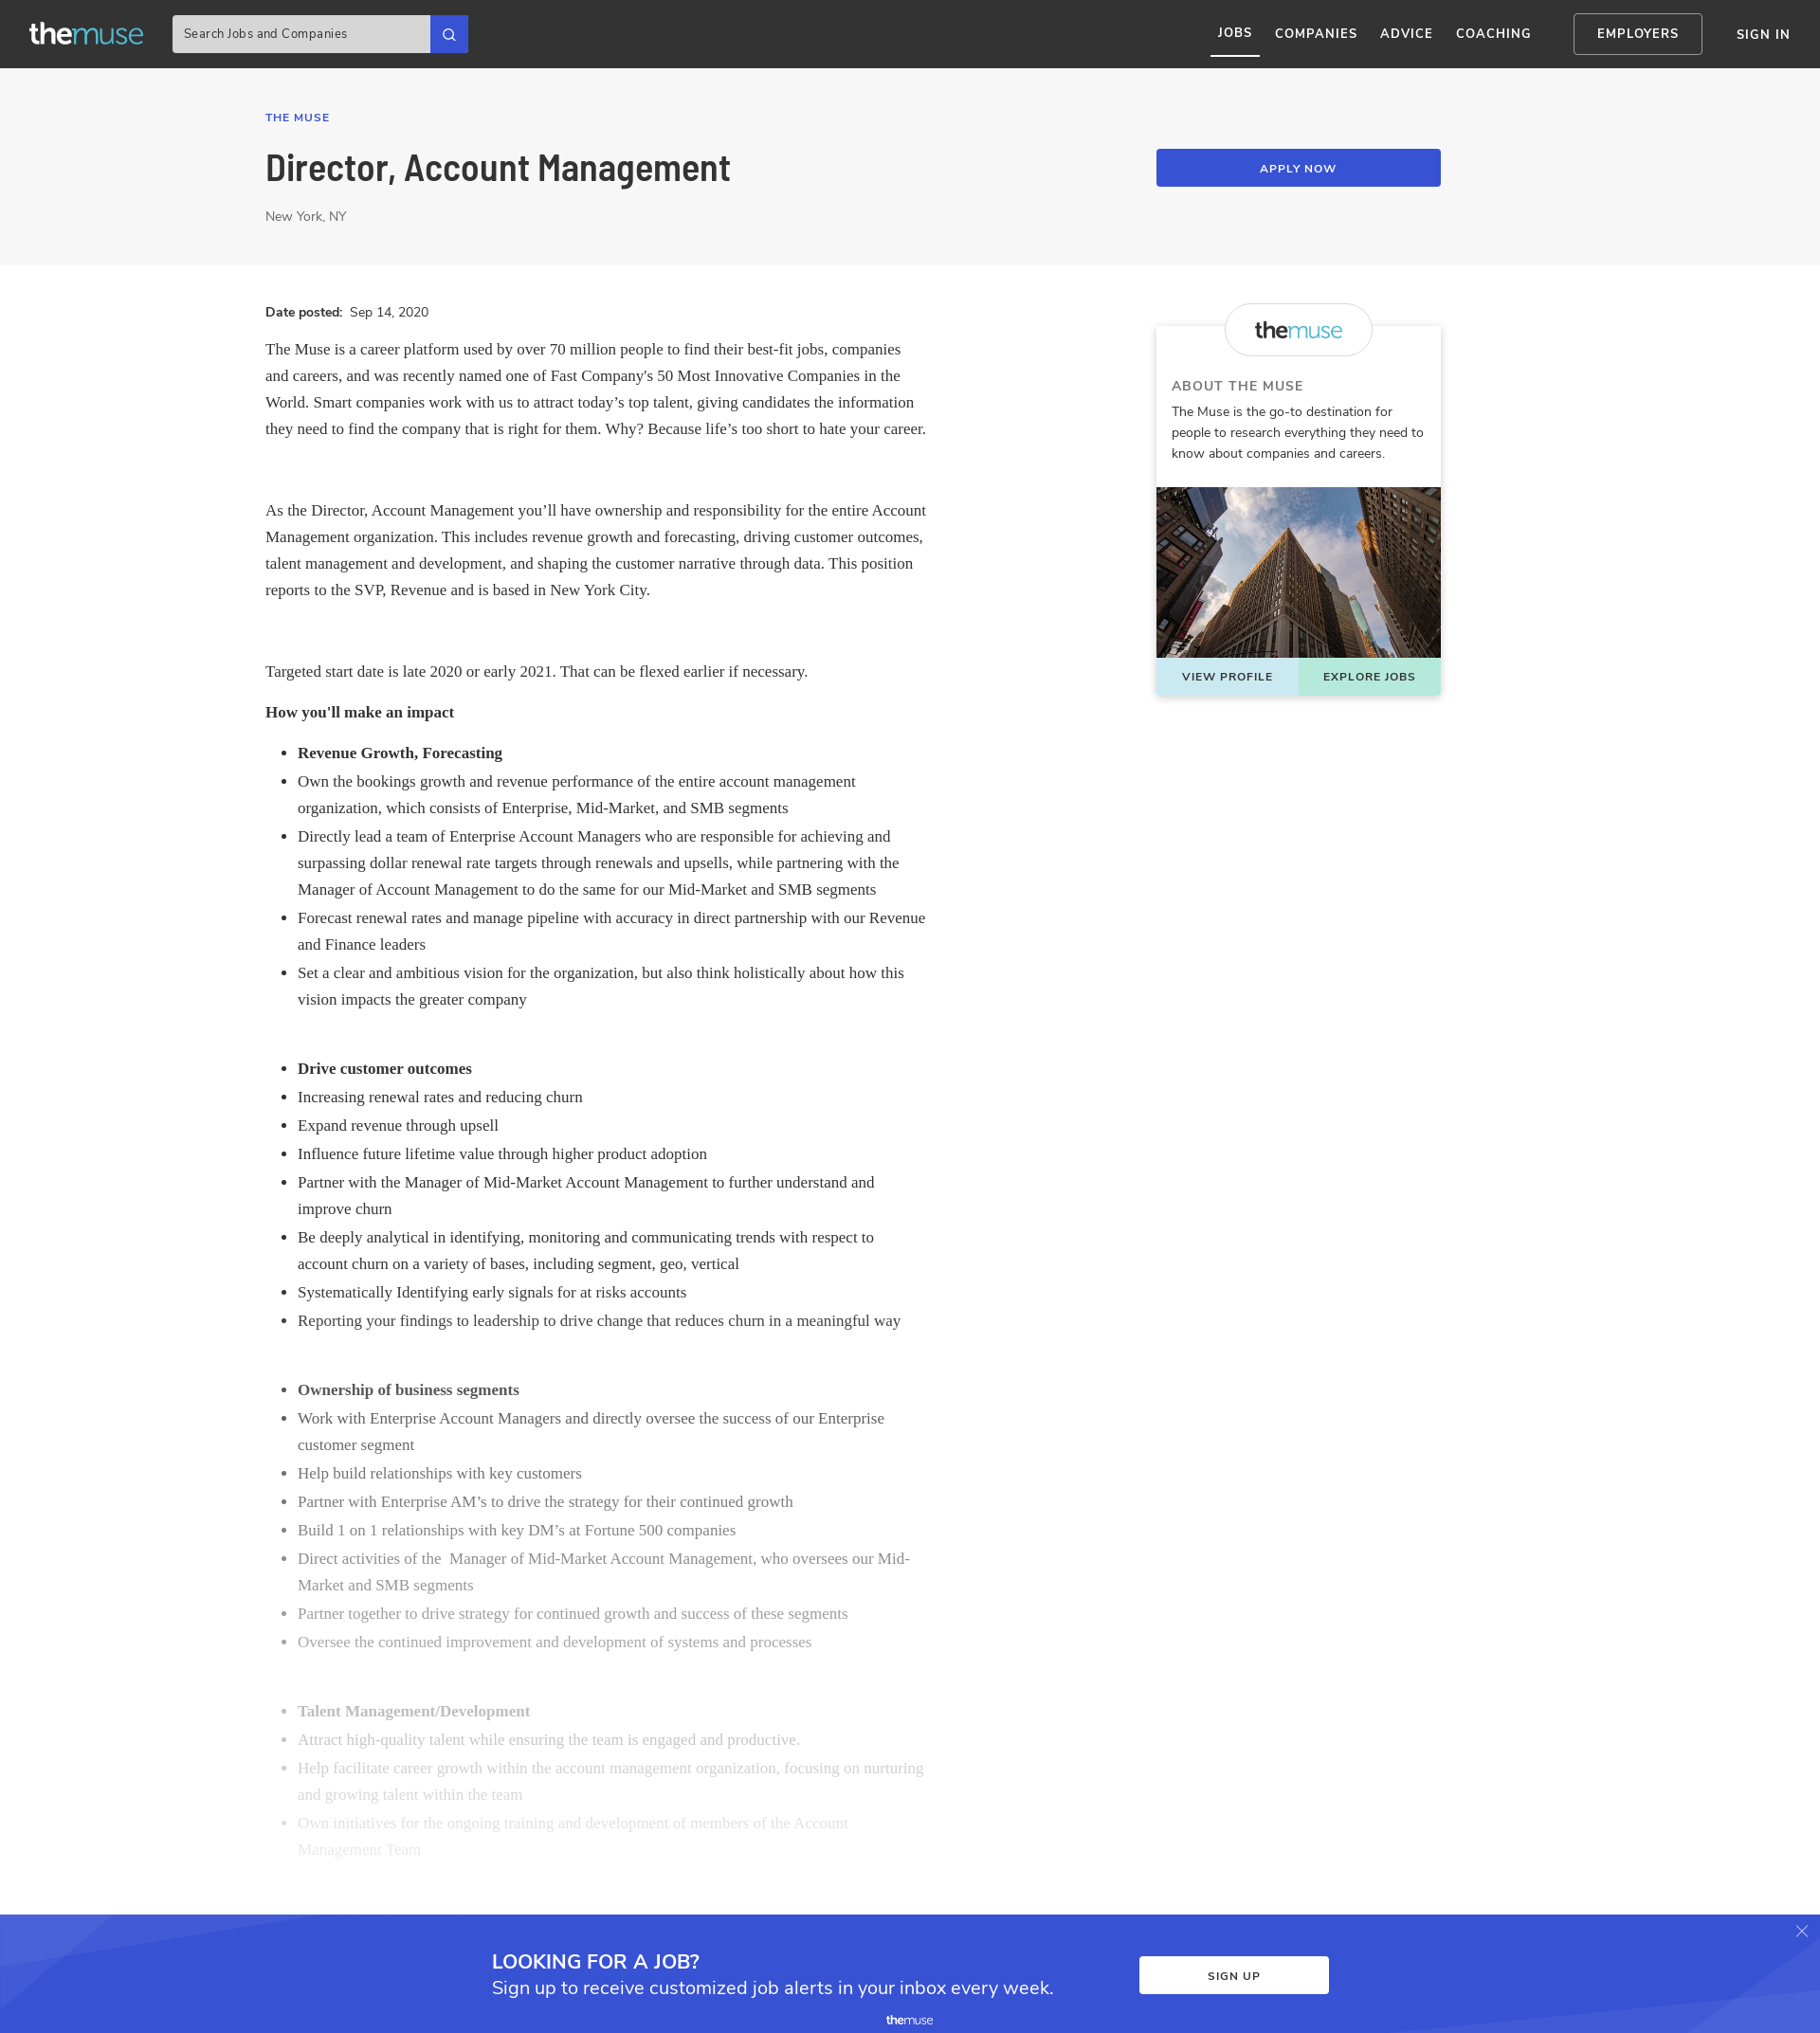 themuse
Search Jobs and Companies
JOBS
COMPANIES
ADVICE
COACHING
EMPLOYERS
SIGN IN
THE MUSE
Director, Account Management
New York, NY
APPLY NOW
Date posted: Sep 14, 2020
The Muse is a career platform used by over 70 million people to find their best-fit jobs, companies
and careers, and was recently named one of Fast Company's 50 Most Innovative Companies in the
World. Smart companies work with us to attract today’s top talent, giving candidates the information
they need to find the company that is right for them. Why? Because life’s too short to hate your career.
As the Director, Account Management you’ll have ownership and responsibility for the entire Account
Management organization. This includes revenue growth and forecasting, driving customer outcomes,
talent management and development, and shaping the customer narrative through data. This position
reports to the SVP, Revenue and is based in New York City.
Targeted start date is late 2020 or early 2021. That can be flexed earlier if necessary.
How you'll make an impact
• Revenue Growth, Forecasting
• Own the bookings growth and revenue performance of the entire account management
organization, which consists of Enterprise, Mid-Market, and SMB segments
• Directly lead a team of Enterprise Account Managers who are responsible for achieving and
surpassing dollar renewal rate targets through renewals and upsells, while partnering with the
Manager of Account Management to do the same for our Mid-Market and SMB segments
• Forecast renewal rates and manage pipeline with accuracy in direct partnership with our Revenue
and Finance leaders
• Set a clear and ambitious vision for the organization, but also think holistically about how this
vision impacts the greater company
• Drive customer outcomes
• Increasing renewal rates and reducing churn
• Expand revenue through upsell
• Influence future lifetime value through higher product adoption
• Partner with the Manager of Mid-Market Account Management to further understand and
improve churn
• Be deeply analytical in identifying, monitoring and communicating trends with respect to
account churn on a variety of bases, including segment, geo, vertical
• Systematically Identifying early signals for at risks accounts
• Reporting your findings to leadership to drive change that reduces churn in a meaningful way
• Ownership of business segments
• Work with Enterprise Account Managers and directly oversee the success of our Enterprise
customer segment
• Help build relationships with key customers
• Partner with Enterprise AM’s to drive the strategy for their continued growth
• Build 1 on 1 relationships with key DM’s at Fortune 500 companies
• Direct activities of the  Manager of Mid-Market Account Management, who oversees our Mid-
Market and SMB segments
• Partner together to drive strategy for continued growth and success of these segments
• Oversee the continued improvement and development of systems and processes
• Talent Management/Development
• Attract high-quality talent while ensuring the team is engaged and productive.
• Help facilitate career growth within the account management organization, focusing on nurturing
and growing talent within the team
• Own initiatives for the ongoing training and development of members of the Account
Management Team
themuse
ABOUT THE MUSE
The Muse is the go-to destination for
people to research everything they need to
know about companies and careers.
VIEW PROFILE
EXPLORE JOBS
LOOKING FOR A JOB?
Sign up to receive customized job alerts in your inbox every week.
SIGN UP
themuse